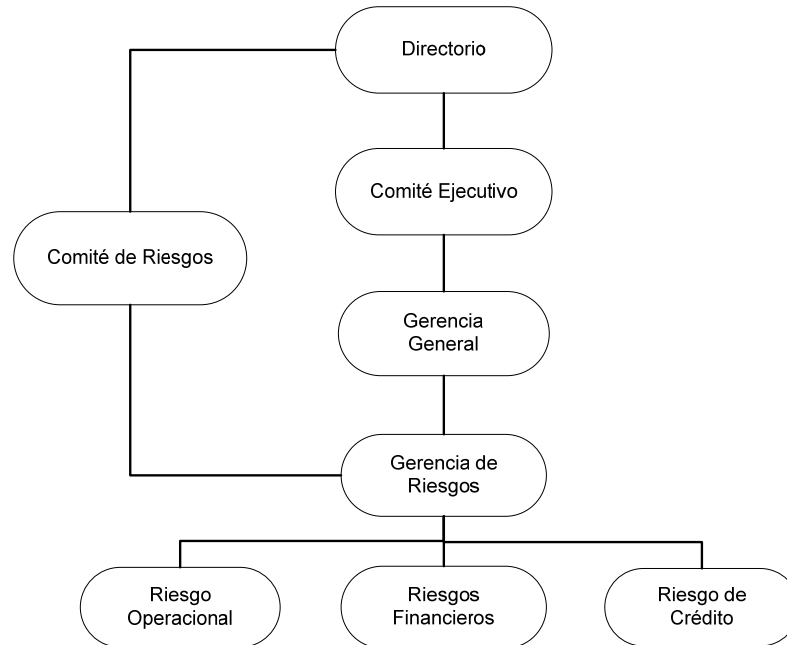 Directorio
Comité Ejecutivo
Comité de Riesgos
Gerencia
General
Gerencia de
Riesgos
Riesgo
Operacional
Riesgos
Financieros
Riesgo de
Crédito